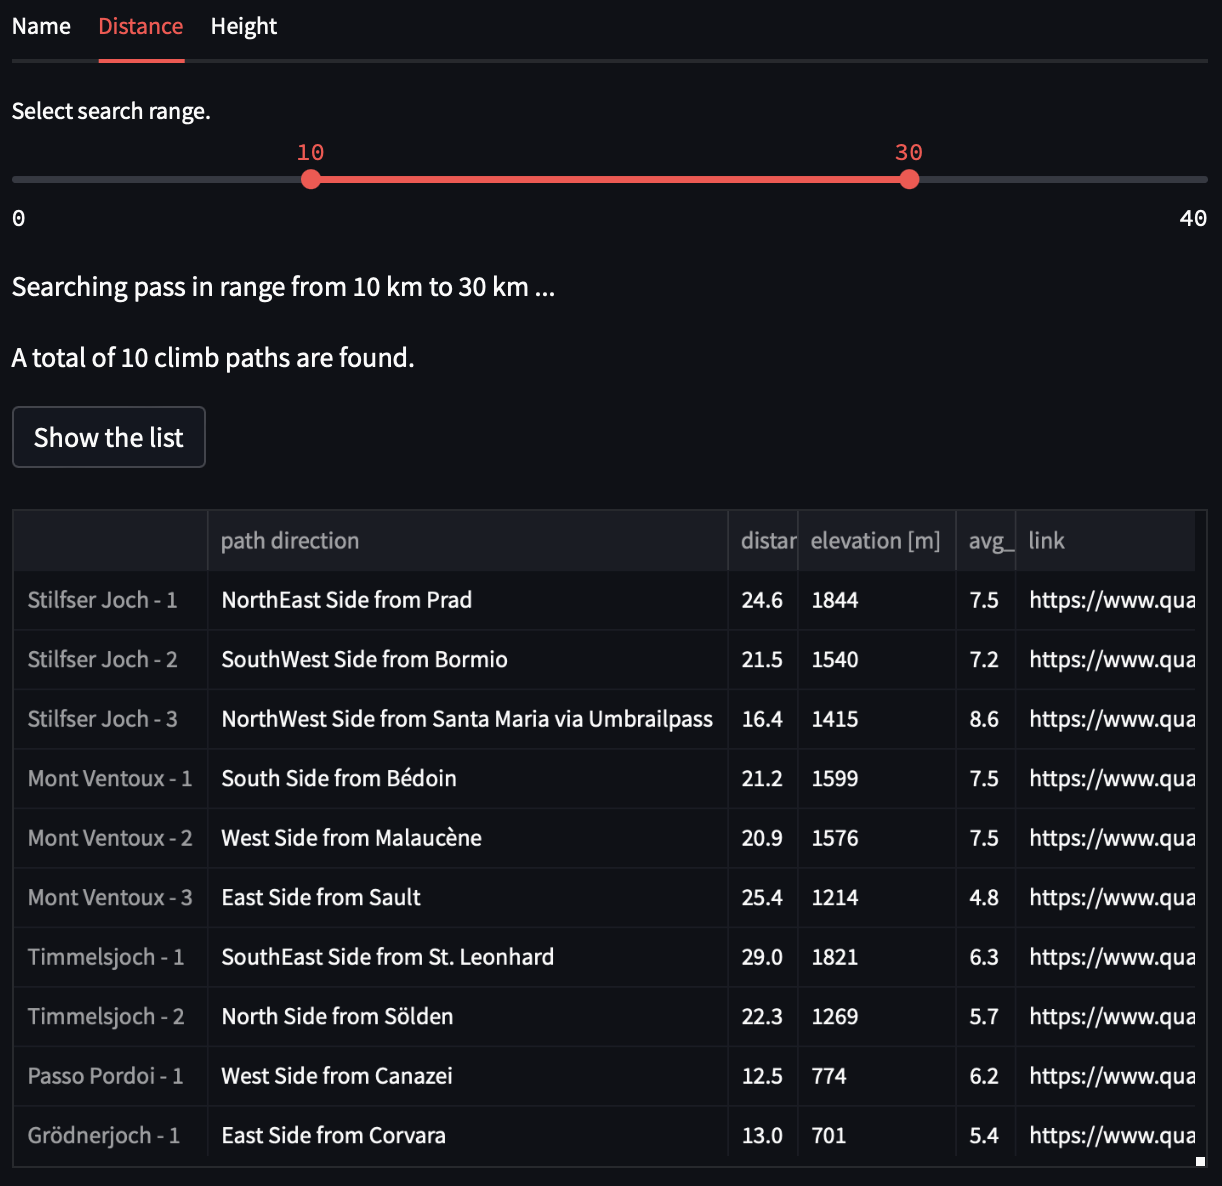 Name Distance Height
Select search range.
10 30
0 40
Searching pass in range from 10 km to 30 km ...
A total of 10 climb paths are found.
Show the list
path direction distan elevation [m] avg_ link
Stilfser Joch - 1 NorthEast Side from Prad 24.6 1844 7.5 https://www.qua
Stilfser Joch - 2 SouthWest Side from Bormio 21.5 1540 7.2 https://www.qua
Stilfser Joch - 3 NorthWest Side from Santa Maria via Umbrailpass 16.4 1415 8.6 https://www.qua
Mont Ventoux - 1 South Side from Bédoin 21.2 1599 7.5 https://www.qua
Mont Ventoux - 2 West Side from Malaucène 20.9 1576 7.5 https://www.qua
Mont Ventoux - 3 East Side from Sault 25.4 1214 4.8 https://www.qua
Timmelsjoch - 1 SouthEast Side from St. Leonhard 29.0 1821 6.3 https://www.qua
Timmelsjoch - 2 North Side from Sölden 22.3 1269 5.7 https://www.qua
Passo Pordoi - 1 West Side from Canazei 12.5 774 6.2 https://www.qua
Grödnerjoch - 1 East Side from Corvara 13.0 701 5.4 https://www.qua